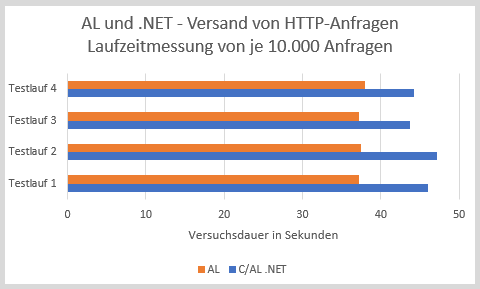 AL und .NET - Versand von HTTP-Anfragen
Laufzeitmessung von je 10.000 Anfragen
Testlauf 4
Testlauf 3
Testlauf 2
Testlauf 1
0 10 20 30 40 50
Versuchsdauer in Sekunden
AL C/AL .NET